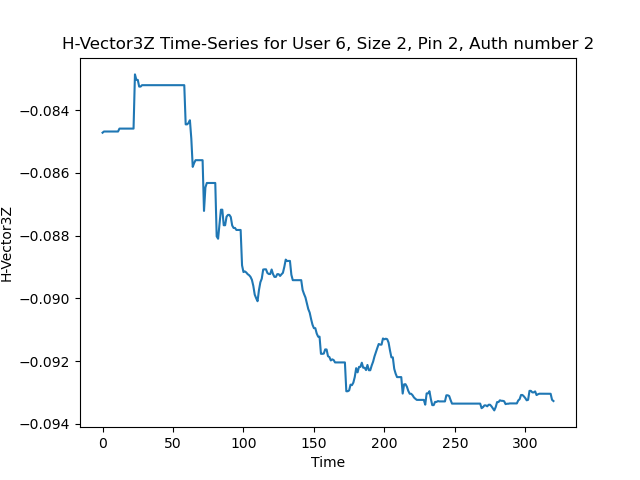 H-Vector3Z Time-Series for User 6, Size 2, Pin 2, Auth number 2
H-Vector3Z
−0.084
−0.086
−0.088
−0.090
−0.092
−0.094
0 50 100 150 200 250 300
Time